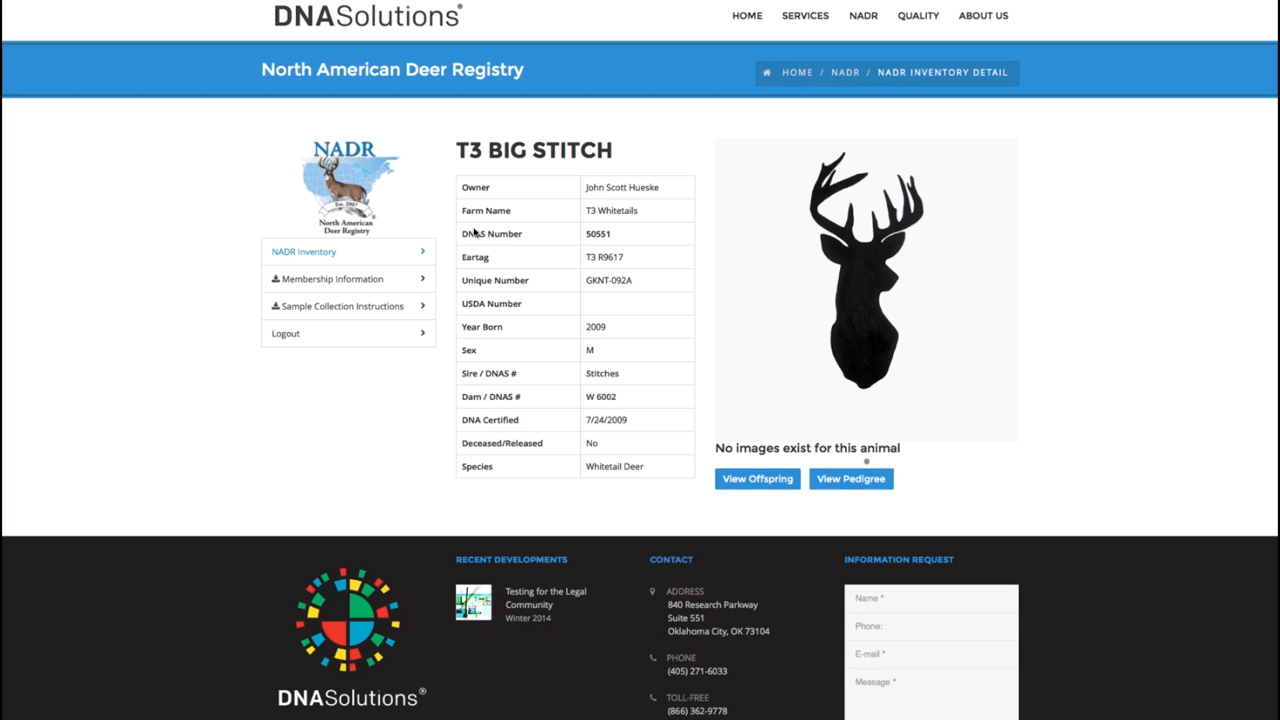 DNASolutions®
HOME SERVICES NADR QUALITY ABOUT US
North American Deer Registry
HOME / NADR / NADR INVENTORY DETAIL
NADR
Est. 2007
North American
Deer Registry
NADR Inventory
Membership Information
Sample Collection Instructions
Logout
T3 BIG STITCH
Owner John Scott Hueske
Farm Name T3 Whitetails
DNAS Number 50551
Eartag T3 R9617
Unique Number GKNT-092A
USDA Number
Year Born 2009
Sex M
Sire / DNAS # Stitches
Dam / DNAS # W 6002
DNA Certified 7/24/2009
Deceased/Released No
Species Whitetail Deer
No images exist for this animal
View Offspring View Pedigree
DNASolutions®
RECENT DEVELOPMENTS
Testing for the Legal
Community
Winter 2014
CONTACT
ADDRESS
840 Research Parkway
Suite 551
Oklahoma City, OK 73104
PHONE
(405) 271-6033
TOLL-FREE
(866) 362-9778
INFORMATION REQUEST
Name *
Phone:
E-mail *
Message *